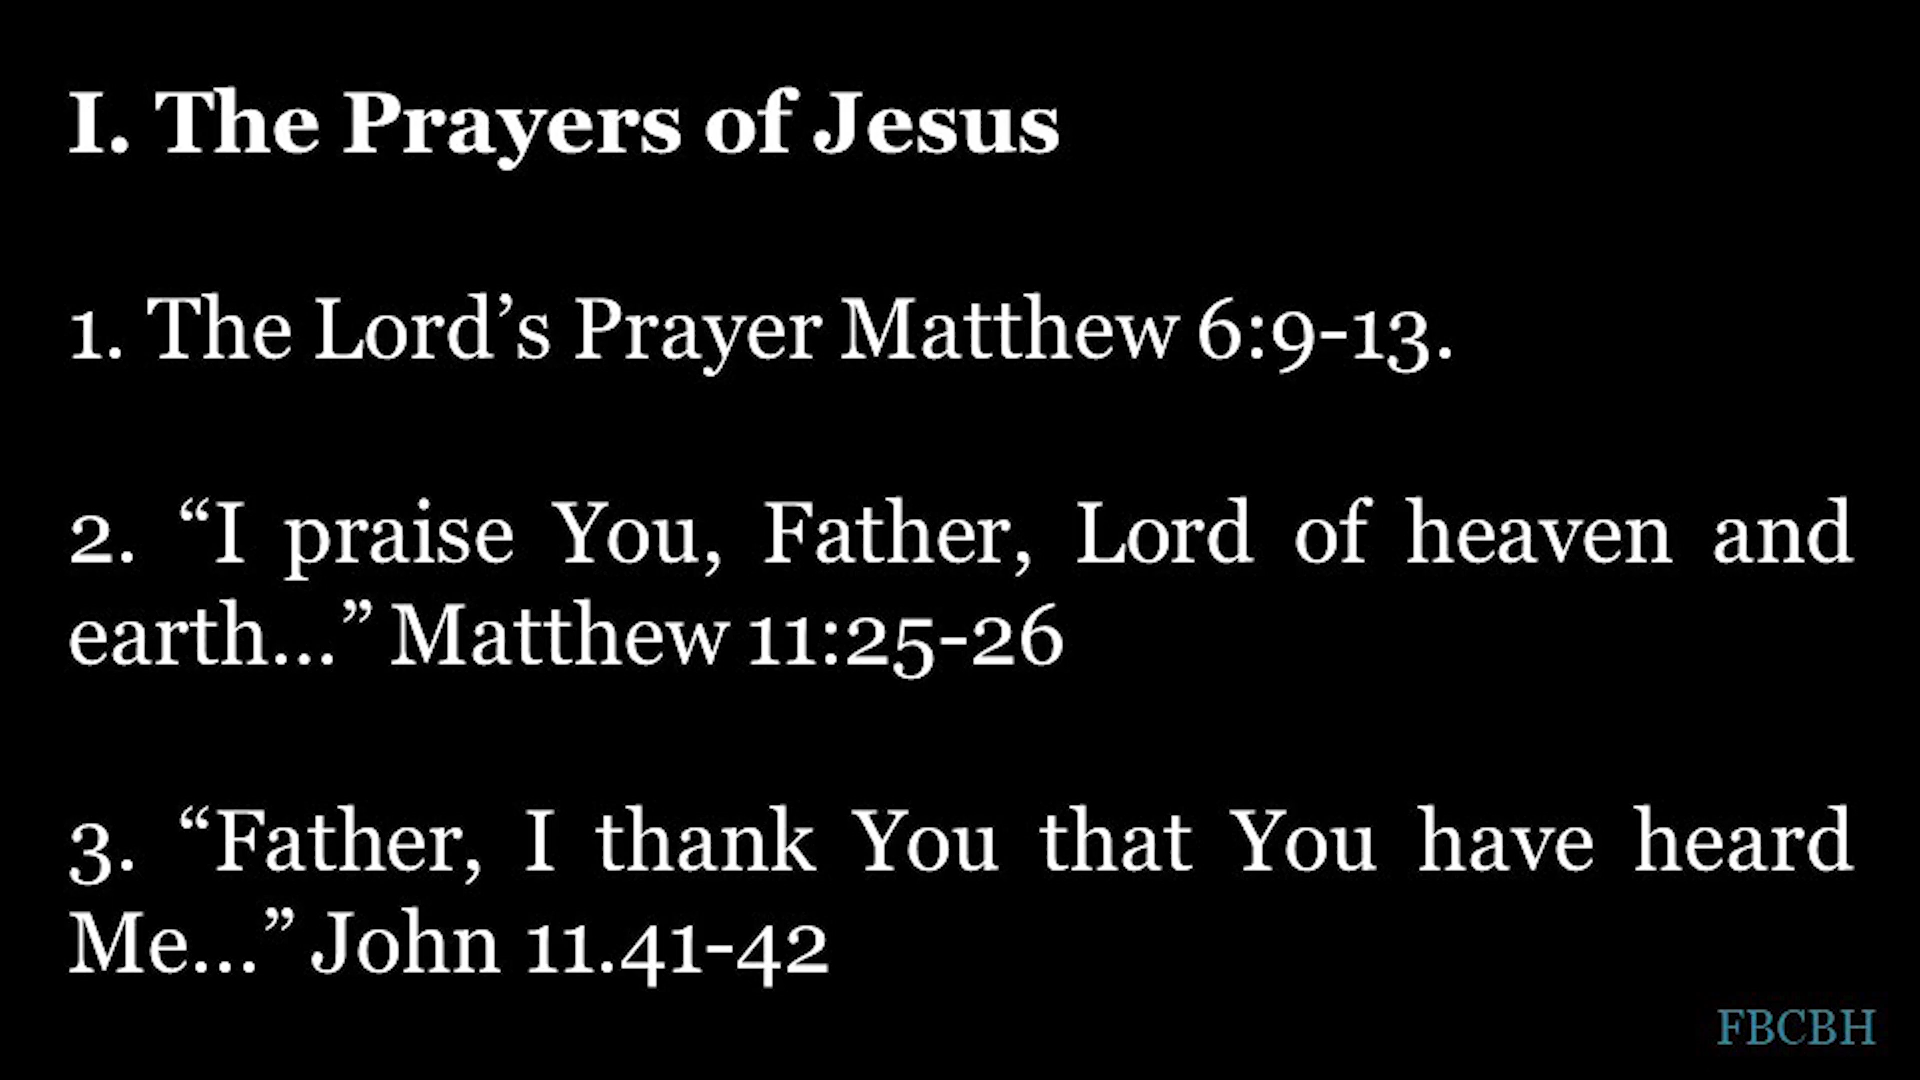 I. The Prayers of Jesus
1. The Lord’s Prayer Matthew 6:9-13.
2. “I praise You, Father, Lord of heaven and
earth...” Matthew 11:25-26
3. “Father, I thank You that You have heard
Me...” John 11.41-42
FBCBH